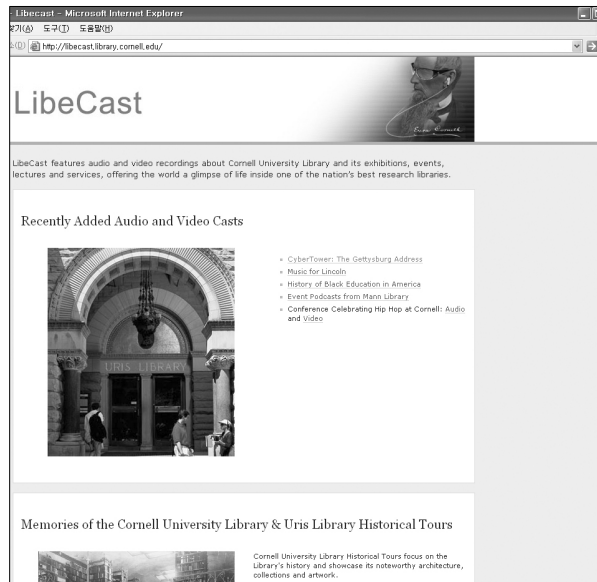 - Libecast - Microsoft Internet Explorer
찾기(A) 도구(T) 도움말(H)
(D) http://libecast.library.cornell.edu/
LibeCast
Ezra Cornell
LibeCast features audio and video recordings about Cornell University Library and its exhibitions, events,
lectures and services, offering the world a glimpse of life inside one of the nation's best research libraries.
Recently Added Audio and Video Casts
CyberTower: The Gettysburg Address
Music for Lincoln
History of Black Education in America
Event Podcasts from Mann Library
Conference Celebrating Hip Hop at Cornell: Audio
and Video
URIS LIBRARY
Memories of the Cornell University Library & Uris Library Historical Tours
Cornell University Library Historical Tours focus on the
Library's history and showcase its noteworthy architecture,
collections and artwork.